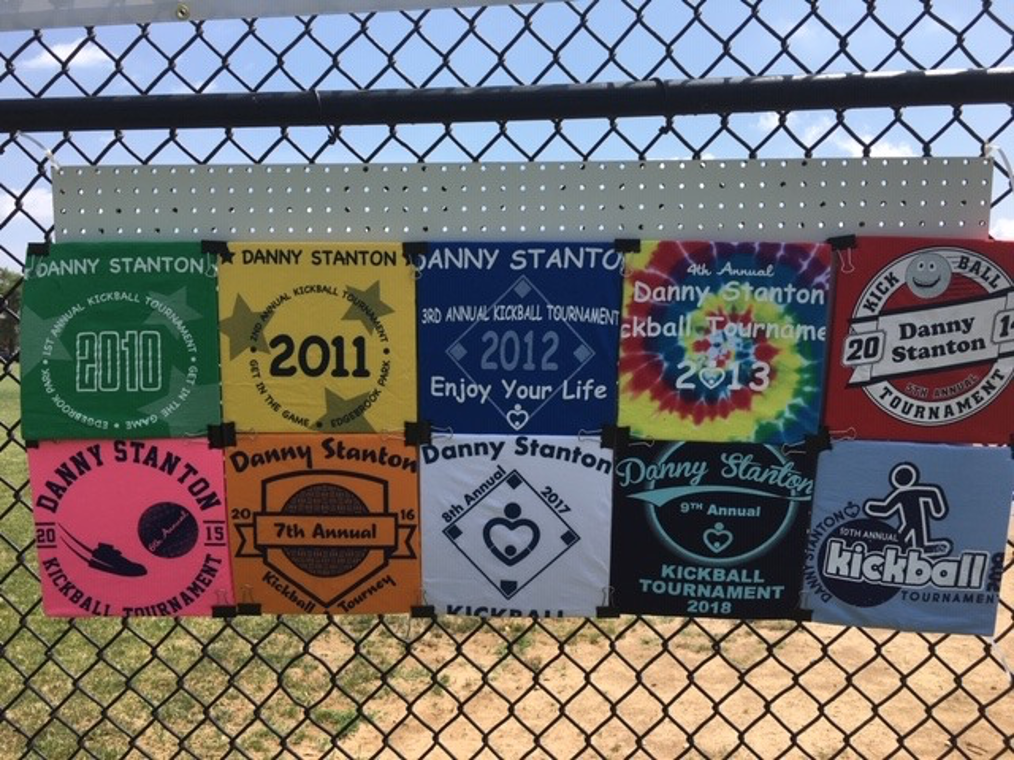 DANNY STANTON
1ST ANNUAL KICKBALL TOURNAMENT • GET IN THE GAME • EDGEBROOK PARK •
2010
DANNY STANTON
2ND ANNUAL KICKBALL TOURNAMENT • EDGEBROOK PARK • GET IN THE GAME •
2011
DANNY STANTO
3RD ANNUAL KICKBALL TOURNAMENT
2012
Enjoy Your Life
4th Annual
Danny Stanton
ckball Tourname
2013
KICK BALL
20 14
Danny
Stanton
5TH ANNUAL
TOURNAMENT
DANNY STANTON
20 15
6th Annual
KICKBALL TOURNAMENT
Danny Stanton
20 16
7th Annual
Kickball Tourney
Danny Stanton
8th Annual 2017
KICKBALL
Danny Stanton
9TH Annual
KICKBALL
TOURNAMENT
2018
DANNY STANTON
10TH ANNUAL
kickball
TOURNAMEN